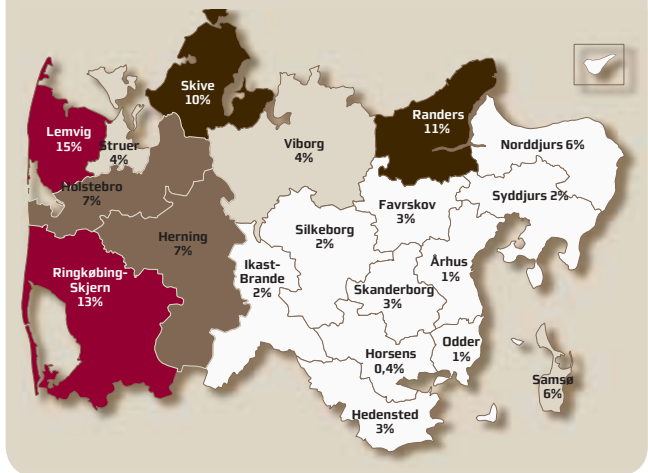 Skive
10%
Randers
11%
Lemvig
15%
Struer
4%
Viborg
4%
Norddjurs 6%
Holstebro
7%
Syddjurs 2%
Favrskov
3%
Silkeborg
2%
Herning
7%
Ikast-
Brande
2%
Århus
1%
Ringkøbing-
Skjern
13%
Skanderborg
3%
Horsens
0,4%
Odder
1%
Samsø
6%
Hedensted
3%